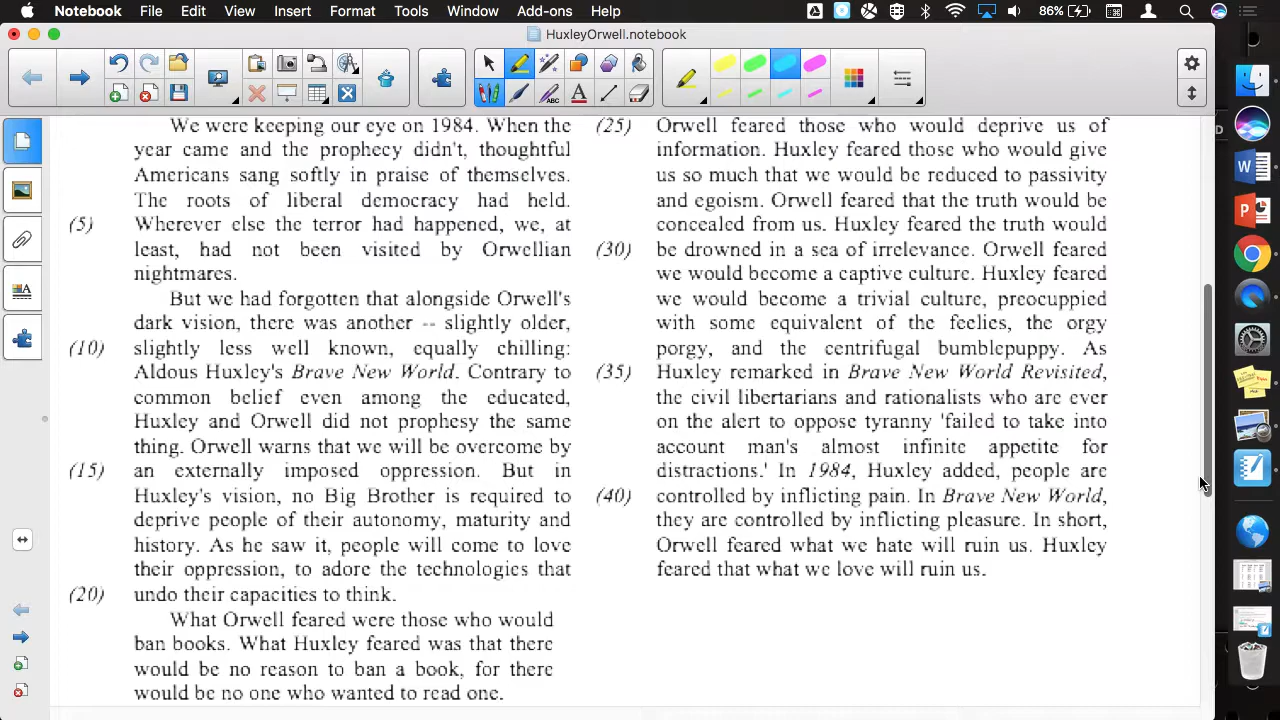 Notebook File Edit View Insert Format Tools Window Add-ons Help 86%
HuxleyOrwell.notebook
ABC
We were keeping our eye on 1984. When the
year came and the prophecy didn't, thoughtful
Americans sang softly in praise of themselves.
The roots of liberal democracy had held.
(5) Wherever else the terror had happened, we, at
least, had not been visited by Orwellian
nightmares.
But we had forgotten that alongside Orwell's
dark vision, there was another -- slightly older,
(10) slightly less well known, equally chilling:
Aldous Huxley's Brave New World. Contrary to
common belief even among the educated,
Huxley and Orwell did not prophesy the same
thing. Orwell warns that we will be overcome by
(15) an externally imposed oppression. But in
Huxley's vision, no Big Brother is required to
deprive people of their autonomy, maturity and
history. As he saw it, people will come to love
their oppression, to adore the technologies that
(20) undo their capacities to think.
What Orwell feared were those who would
ban books. What Huxley feared was that there
would be no reason to ban a book, for there
would be no one who wanted to read one.
(25) Orwell feared those who would deprive us of
information. Huxley feared those who would give
us so much that we would be reduced to passivity
and egoism. Orwell feared that the truth would be
concealed from us. Huxley feared the truth would
(30) be drowned in a sea of irrelevance. Orwell feared
we would become a captive culture. Huxley feared
we would become a trivial culture, preoccupied
with some equivalent of the feelies, the orgy
porgy, and the centrifugal bumblepuppy. As
(35) Huxley remarked in Brave New World Revisited,
the civil libertarians and rationalists who are ever
on the alert to oppose tyranny 'failed to take into
account man's almost infinite appetite for
distractions.' In 1984, Huxley added, people are
(40) controlled by inflicting pain. In Brave New World,
they are controlled by inflicting pleasure. In short,
Orwell feared what we hate will ruin us. Huxley
feared that what we love will ruin us.